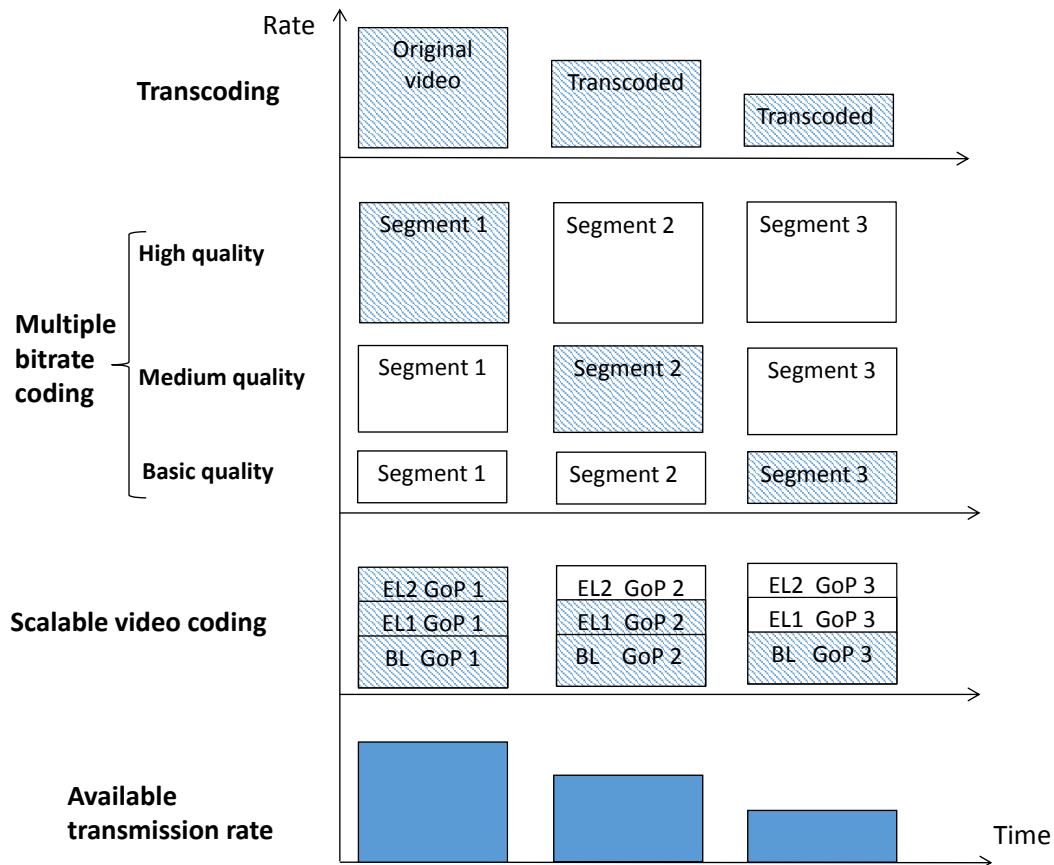 Rate
Original
video
Transcoded
Transcoded
Transcoding
Segment 1
Segment 2
Segment 3
High quality
Multiple
bitrate
coding
Segment 1
Segment 2
Segment 3
Medium quality
Segment 1
Segment 2
Segment 3
Basic quality
EL2 GoP 1
EL2 GoP 2
EL2 GoP 3
EL1 GoP 1
EL1 GoP 2
EL1 GoP 3
Scalable video coding
BL GoP 1
BL GoP 2
BL GoP 3
Available
transmission rate
Time